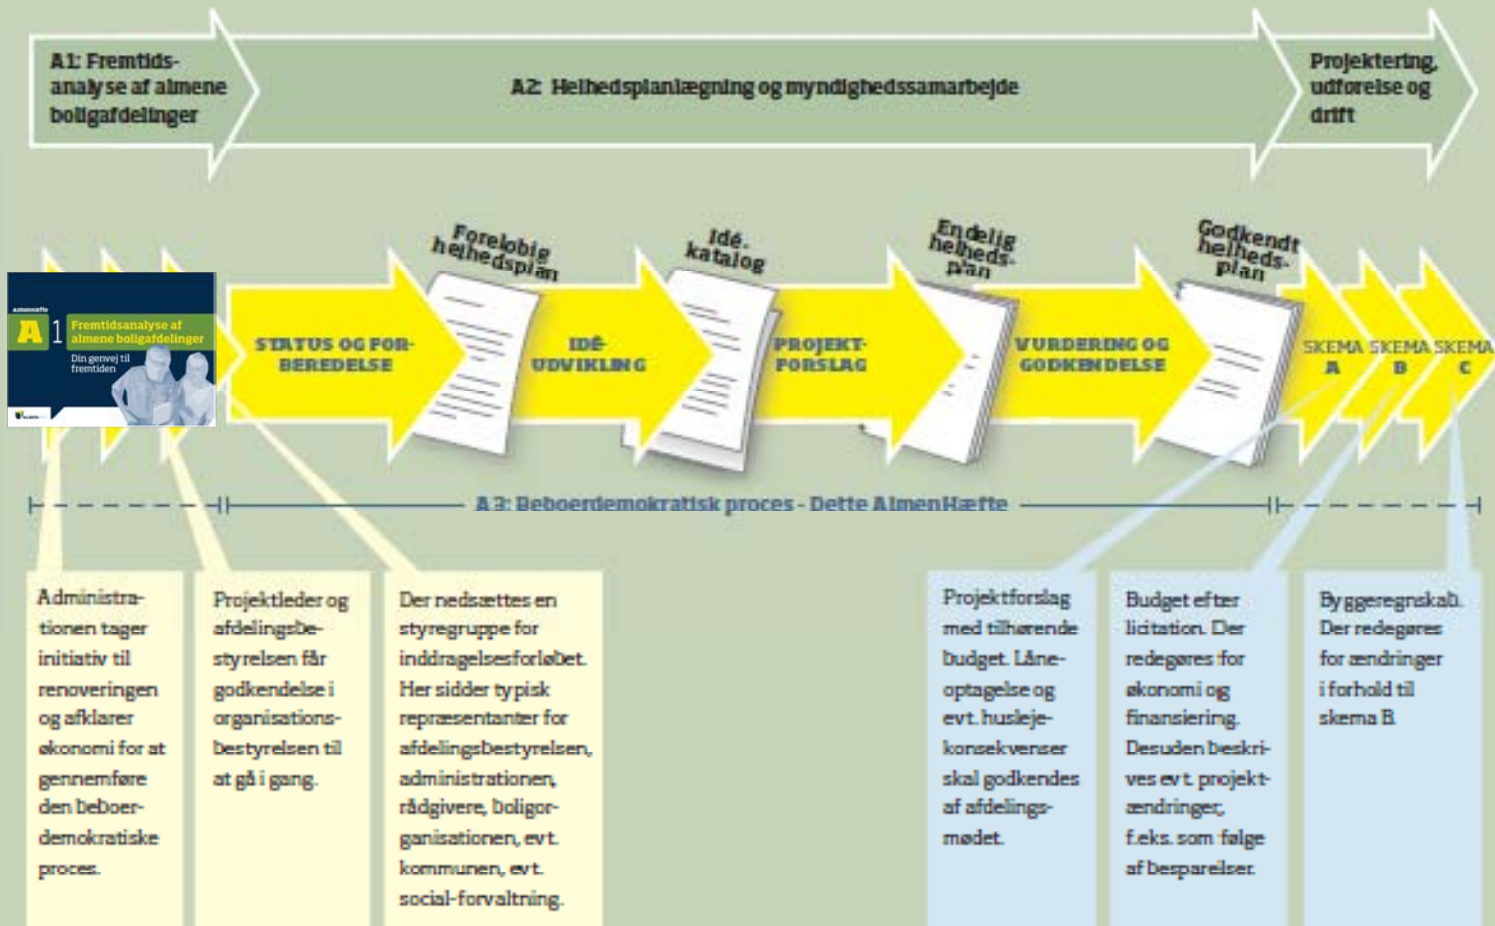 A1: Fremtids-
analyse af almene
boligafdelinger
A2: Helhedsplanlægning og myndighedssamarbejde
Projektering,
udførelse og
drift
Foreløbig
helhedsplan
Idé-
katalog
Endelig
helheds-
plan
Godkendt
helheds-
plan
A 1
Fremtidsanalyse af
almene boligafdelinger
Din genvej til
fremtiden
STATUS OG FOR-
BEREDELSE
IDÉ-
UDVIKLING
PROJEKT-
FORSLAG
VURDERING OG
GODKENDELSE
SKEMA
A
SKEMA
B
SKEMA
C
A3: Beboerdemokratisk proces - Dette AlmenHæfte
Administra-
tionen tager
initiativ til
renoveringen
og afklarer
økonomi for at
gennemføre
den beboer-
demokratiske
proces.
Projektleder og
afdelingsbe-
styrelsen får
godkendelse i
organisations-
bestyrelsen til
at gå i gang.
Der nedsættes en
styregruppe for
inddragelsesforløbet.
Her sidder typisk
repræsentanter for
afdelingsbestyrelsen,
administrationen,
rådgivere, boligor-
ganisationen, evt.
kommunen, evt.
social-forvaltning.
Projektforslag
med tilhørende
budget. Låne-
optagelse og
evt. husleje-
konsekvenser
skal godkendes
af afdelings-
mødet.
Budget efter
licitation. Der
redegøres for
økonomi og
finansiering.
Desuden beskri-
ves evt. projekt-
ændringer,
f.eks. som følge
af besparelser.
Byggeregnskab.
Der redegøres
for ændringer
i forhold til
skema B.